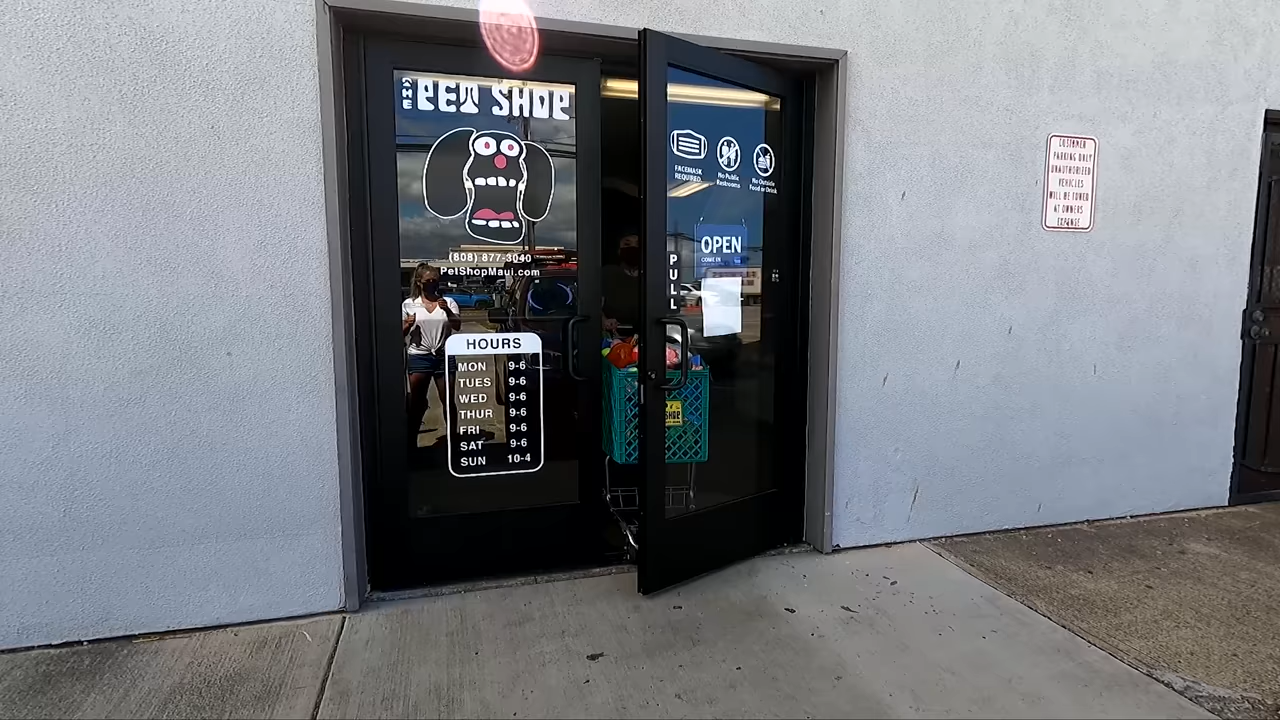 THE PET SHOP
(808) 877-3040
PetShopMaui.com
HOURS
MON 9-6
TUES 9-6
WED 9-6
THUR 9-6
FRI 9-6
SAT 9-6
SUN 10-4
FACEMASK
REQUIRED
No Public
Restrooms
No Outside
Food or Drink
OPEN
COME IN
PULL
SHOP
CUSTOMER
PARKING ONLY
UNAUTHORIZED
VEHICLES
WILL BE TOWED
AT OWNERS
EXPENSE